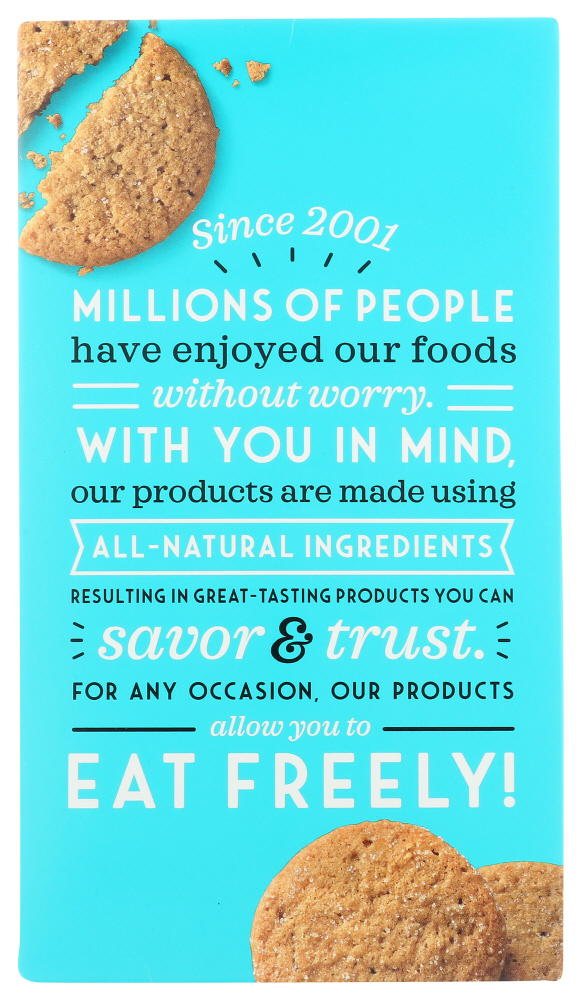 Since 2001
MILLIONS OF PEOPLE
have enjoyed our foods
without worry.
WITH YOU IN MIND,
our products are made using
ALL-NATURAL INGREDIENTS
RESULTING IN GREAT-TASTING PRODUCTS YOU CAN
savor & trust.
FOR ANY OCCASION, OUR PRODUCTS
allow you to
EAT FREELY!